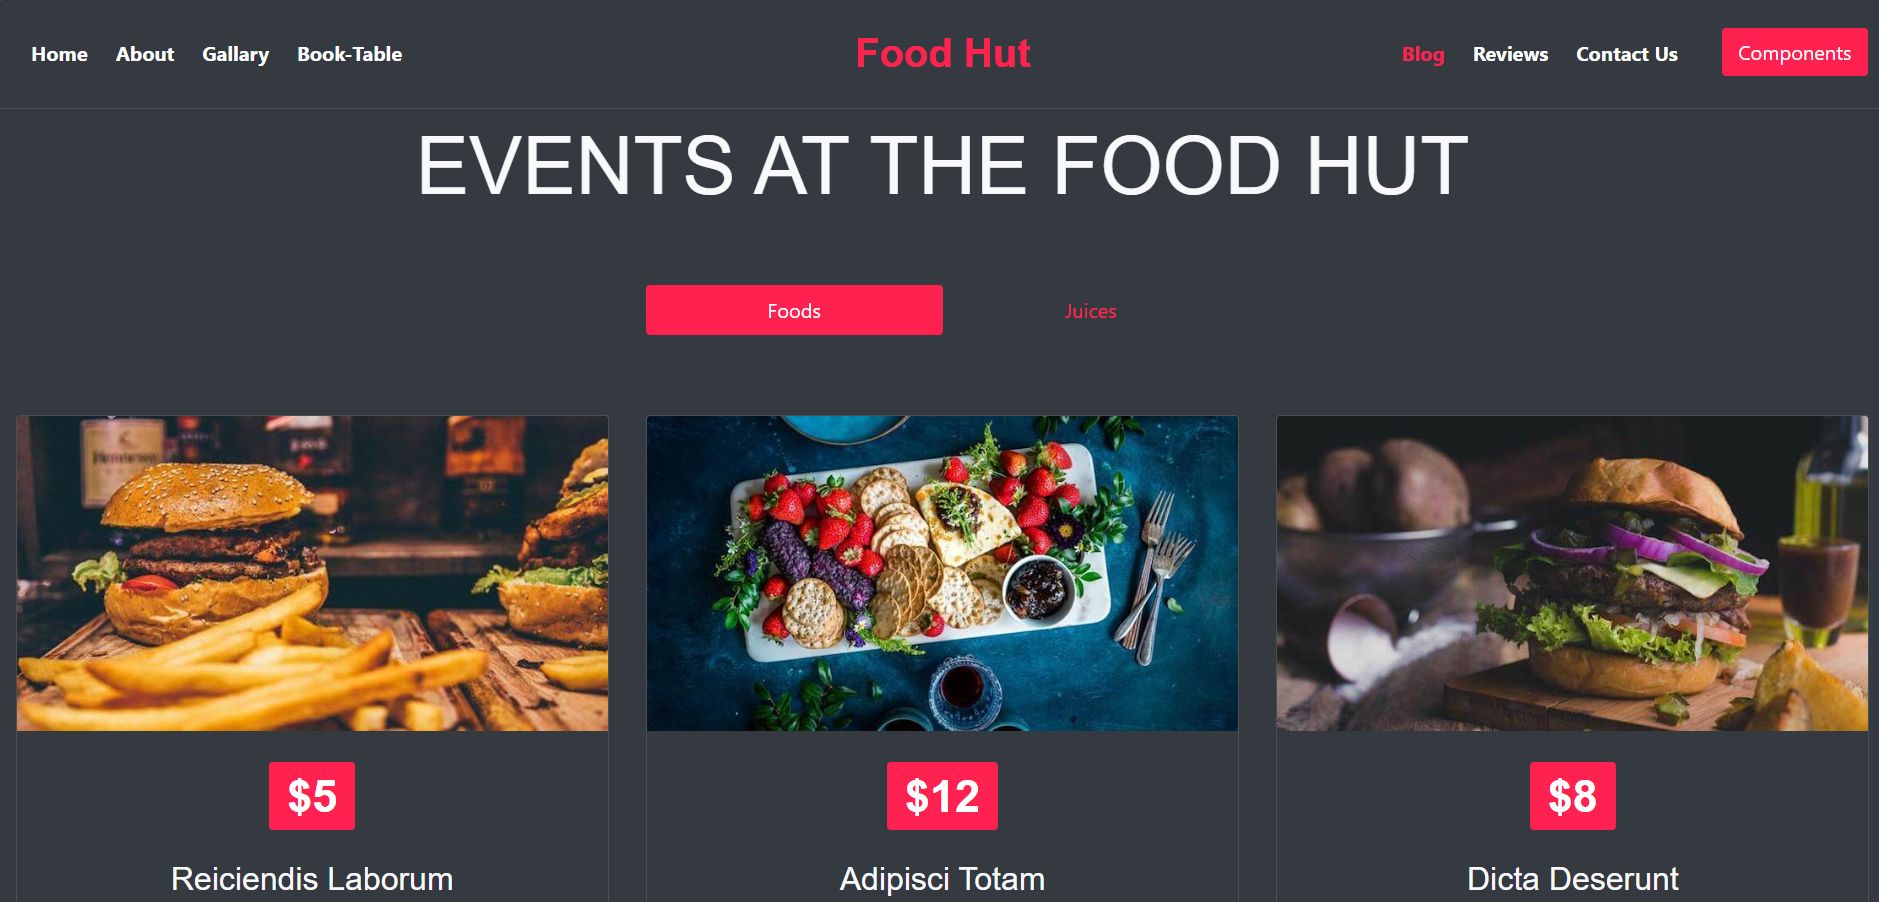 Home About Gallary Book-Table Food Hut Blog Reviews Contact Us Components
EVENTS AT THE FOOD HUT
Foods Juices
$5 $12 $8
Reiciendis Laborum Adipisci Totam Dicta Deserunt